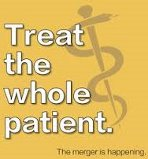 Treat
the
whole
patient.
The merger is happening.